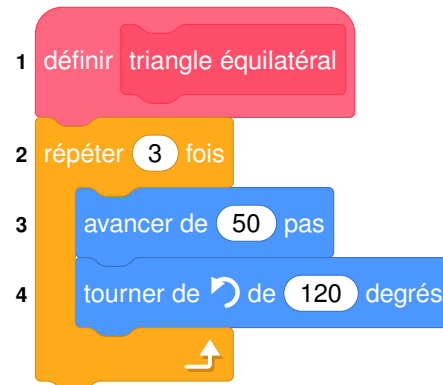 1 définir triangle équilatéral
2 répéter 3 fois
3 avancer de 50 pas
4 tourner de de 120 degrés